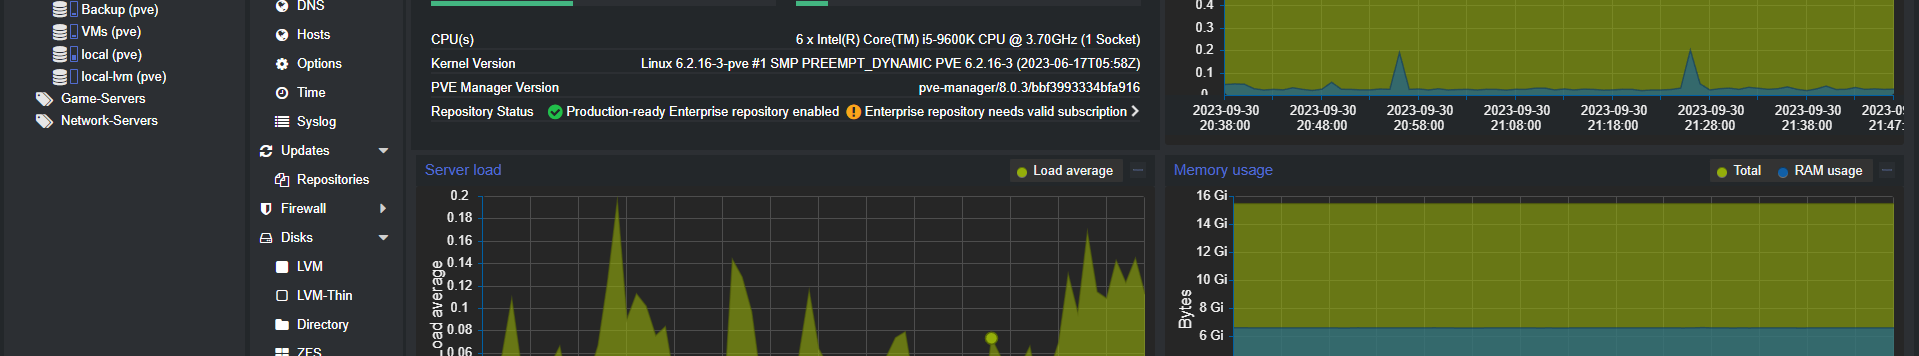 Backup (pve)
VMs (pve)
local (pve)
local-lvm (pve)
Game-Servers
Network-Servers
DNS
Hosts
Options
Time
Syslog
Updates
Repositories
Firewall
Disks
LVM
LVM-Thin
Directory
ZFS
CPU(s) 6 x Intel(R) Core(TM) i5-9600K CPU @ 3.70GHz (1 Socket)
Kernel Version Linux 6.2.16-3-pve #1 SMP PREEMPT_DYNAMIC PVE 6.2.16-3 (2023-06-17T05:58Z)
PVE Manager Version pve-manager/8.0.3/bbf3993334bfa916
Repository Status Production-ready Enterprise repository enabled Enterprise repository needs valid subscription
0.4
0.3
0.2
0.1
0
2023-09-30 2023-09-30 2023-09-30 2023-09-30 2023-09-30 2023-09-30 2023-09-30 2023-09
20:38:00 20:48:00 20:58:00 21:08:00 21:18:00 21:28:00 21:38:00 21:47:
Server load
Load average
0.2
0.18
0.16
0.14
0.12
0.1
0.08
0.06
Load average
Memory usage
Total RAM usage
16 Gi
14 Gi
12 Gi
10 Gi
8 Gi
6 Gi
Bytes